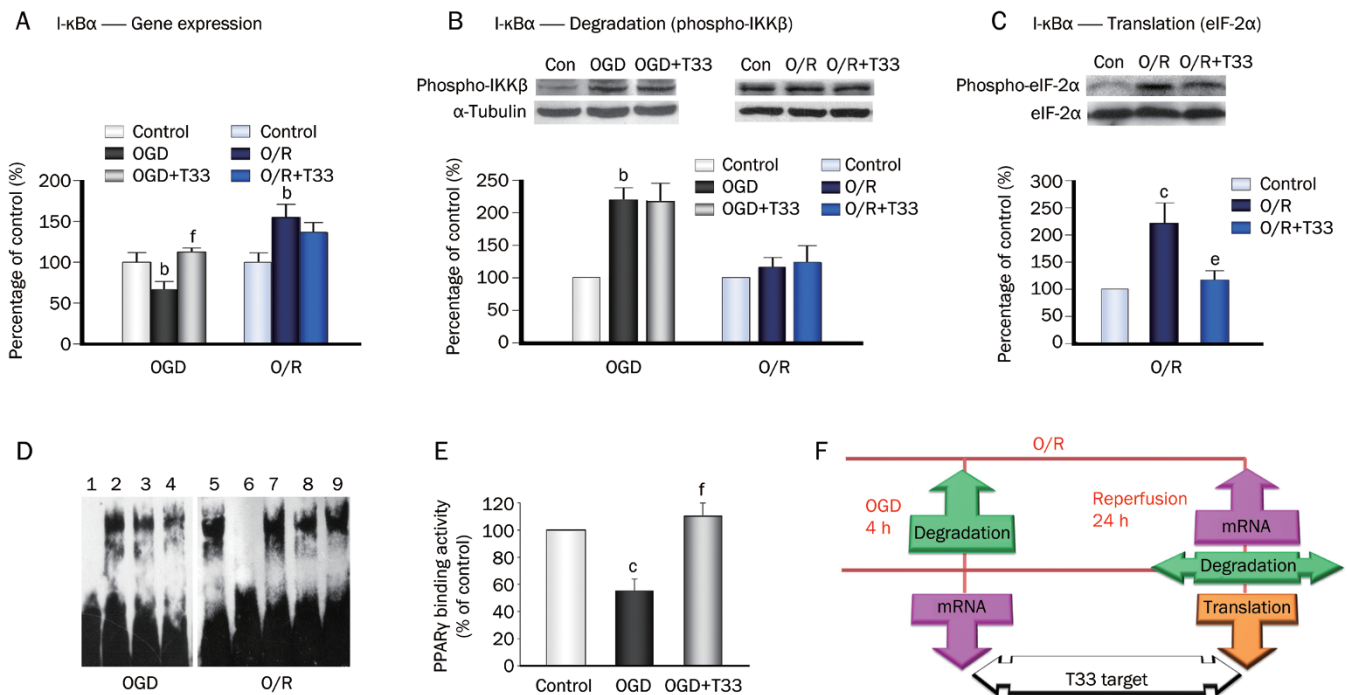 A I-κBα — Gene expression
Control
OGD
OGD+T33
Control
O/R
O/R+T33
Percentage of control (%)
200
150
100
50
0
b
f
b
OGD O/R
B I-κBα — Degradation (phospho-IKKβ)
Con OGD OGD+T33 Con O/R O/R+T33
Phospho-IKKβ
α-Tubulin
Control
OGD
OGD+T33
Control
O/R
O/R+T33
Percentage of control (%)
250
200
150
100
50
0
b
OGD O/R
C I-κBα — Translation (eIF-2α)
Con O/R O/R+T33
Phospho-eIF-2α
eIF-2α
Control
O/R
O/R+T33
Percentage of control (%)
300
250
200
150
100
50
0
c
e
O/R
D
1 2 3 4 5 6 7 8 9
OGD O/R
E
PPARγ binding activity
(% of control)
120
100
80
60
40
20
0
c
f
Control OGD OGD+T33
F
O/R
OGD
4 h
Degradation
mRNA
Reperfusion
24 h
mRNA
Degradation
Translation
T33 target